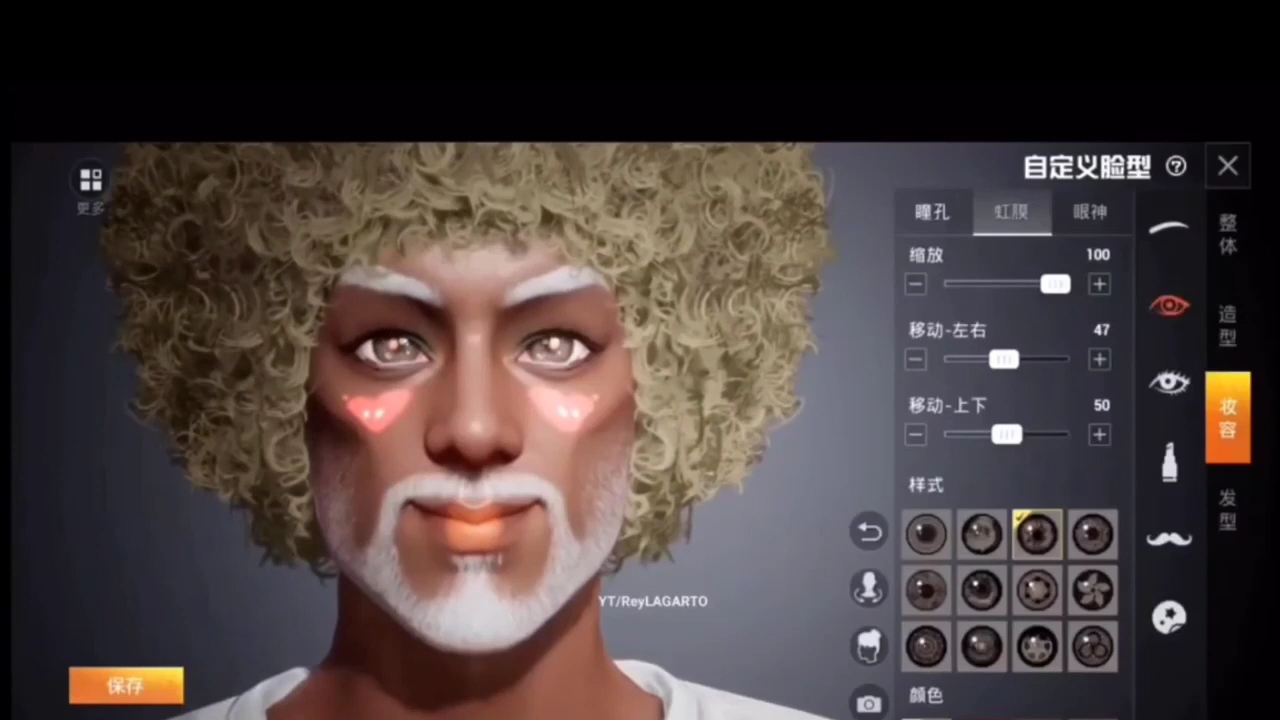 自定义脸型 ?
更多
瞳孔 虹膜 眼神
缩放 100
移动-左右 47
移动-上下 50
样式
颜色
整体
造型
妆容
发型
YT/ReyLAGARTO
保存